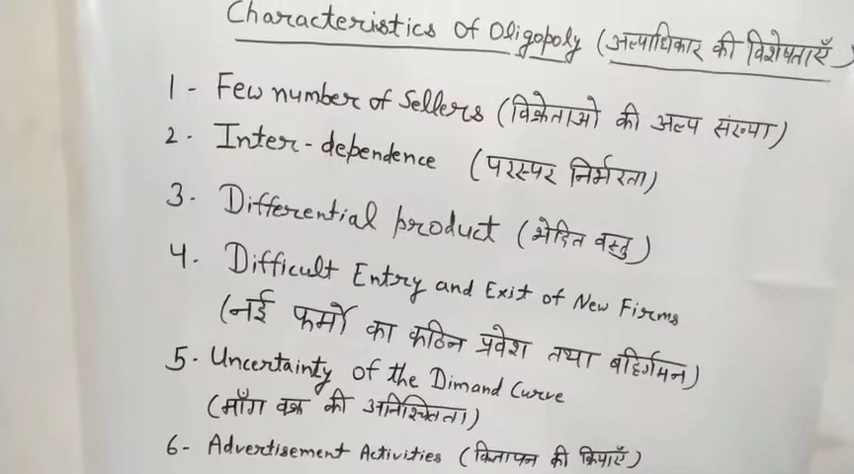 Characteristics of Oligopoly (अल्पाधिकार की विशेषताएँ)
1 - Few number of Sellers (विक्रेताओ की अल्प संख्या)
2. Inter-dependence (परस्पर निर्भरता)
3. Differential product (भेदित वस्तु)
4. Difficult Entry and Exit of New Firms
(नई फर्मो का कठिन प्रवेश तथा बहिर्गमन)
5. Uncertainty of the Dimand Curve
(माँग वक्र की अनिश्चितता)
6- Advertisement Activities (विज्ञापन की क्रियाएँ)